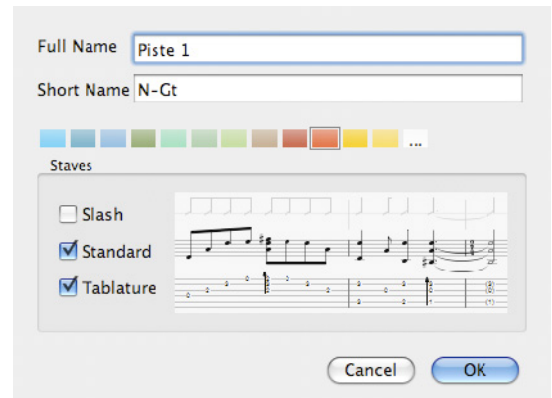 Full Name Piste 1
Short Name N-Gt
...
Staves
Slash
Standard
Tablature
Cancel OK